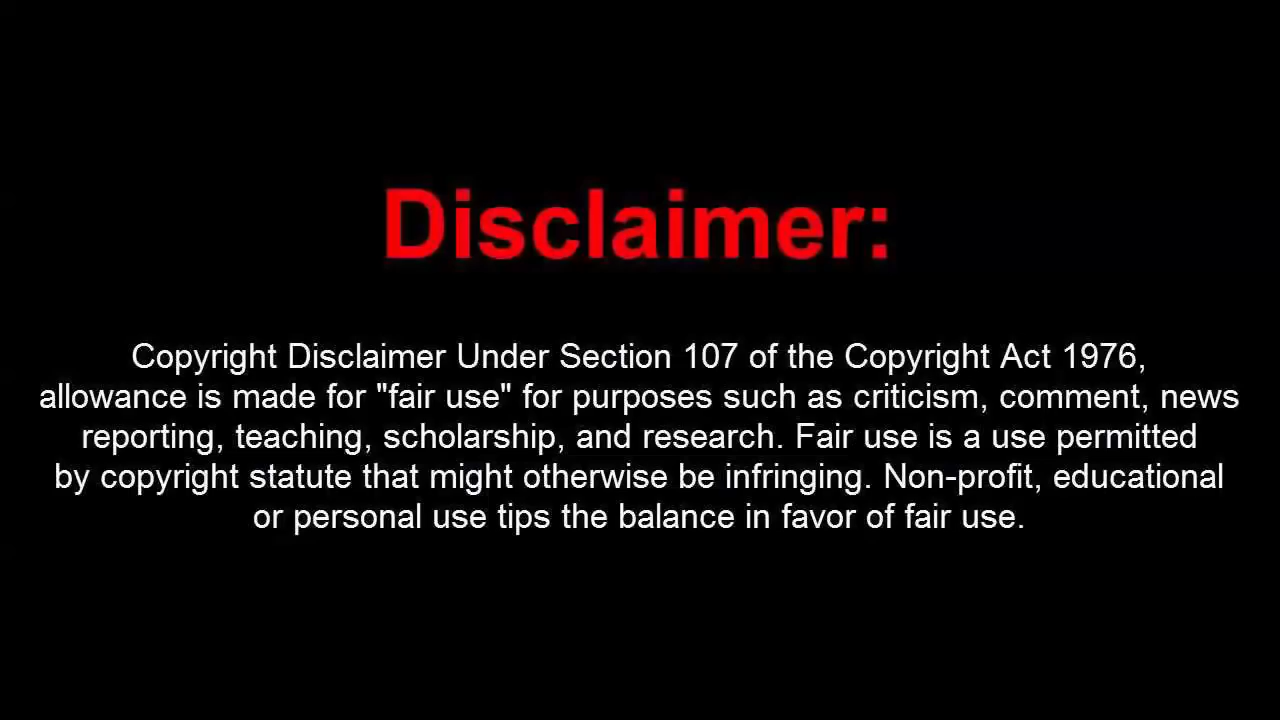 Disclaimer:
Copyright Disclaimer Under Section 107 of the Copyright Act 1976,
allowance is made for "fair use" for purposes such as criticism, comment, news
reporting, teaching, scholarship, and research. Fair use is a use permitted
by copyright statute that might otherwise be infringing. Non-profit, educational
or personal use tips the balance in favor of fair use.